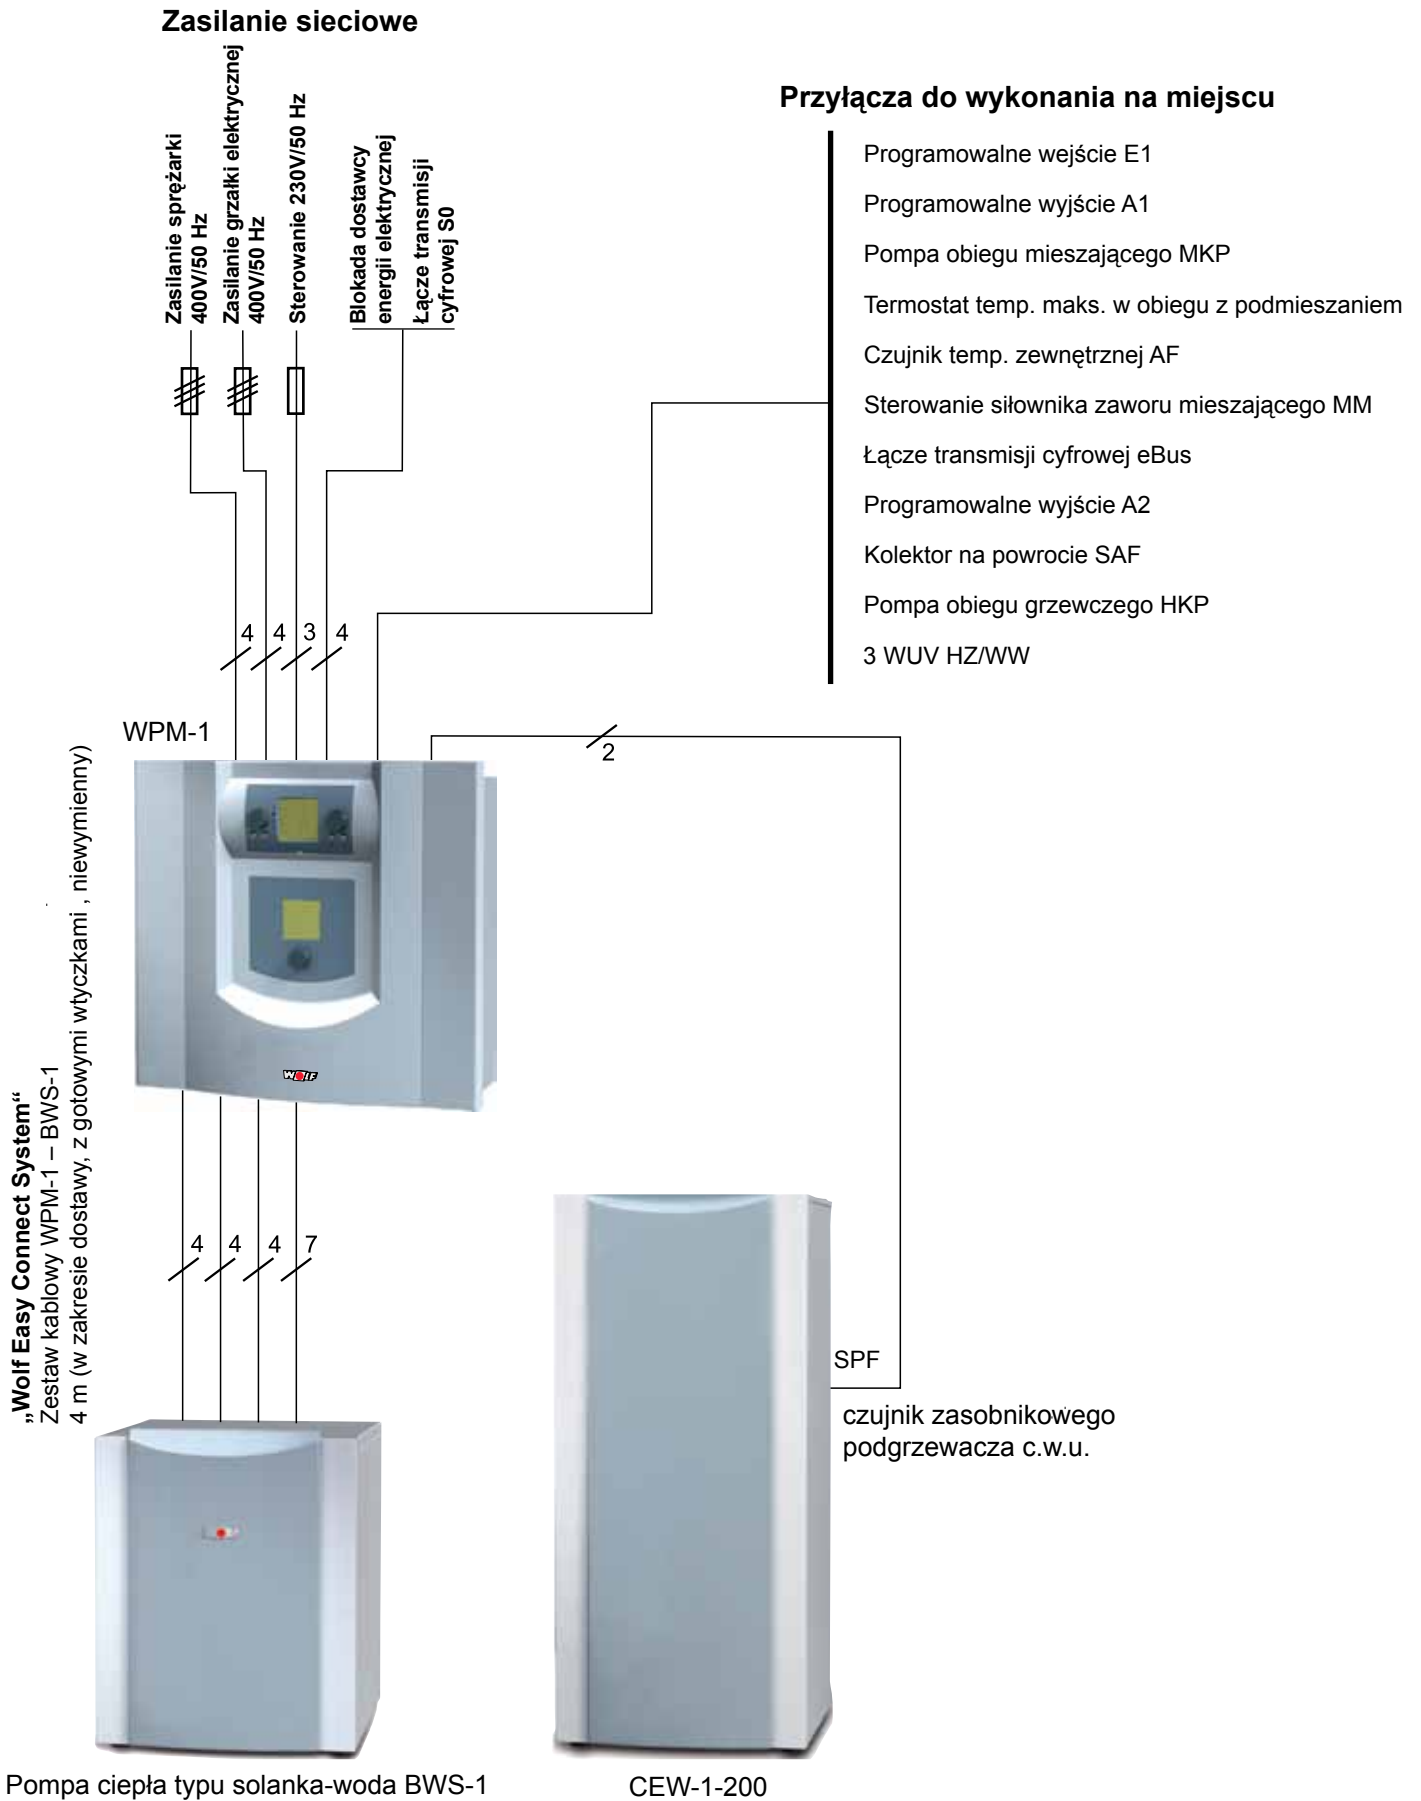 Zasilanie sieciowe
Zasilanie sprężarki
400V/50 Hz
Zasilanie grzałki elektrycznej
400V/50 Hz
Sterowanie 230V/50 Hz
Blokada dostawcy
energii elektrycznej
Łącze transmisji
cyfrowej S0
Przyłącza do wykonania na miejscu
Programowalne wejście E1
Programowalne wyjście A1
Pompa obiegu mieszającego MKP
Termostat temp. maks. w obiegu z podmieszaniem
Czujnik temp. zewnętrznej AF
Sterowanie siłownika zaworu mieszającego MM
Łącze transmisji cyfrowej eBus
Programowalne wyjście A2
Kolektor na powrocie SAF
Pompa obiegu grzewczego HKP
3 WUV HZ/WW
4 4 3 4
WPM-1
2
WOLF
„Wolf Easy Connect System“
Zestaw kablowy WPM-1 – BWS-1
4 m (w zakresie dostawy, z gotowymi wtyczkami , niewymienny)
4 4 4 7
SPF
czujnik zasobnikowego
podgrzewacza c.w.u.
Pompa ciepła typu solanka-woda BWS-1
CEW-1-200